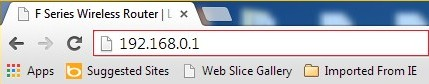 F Series Wireless Router | L
192.168.0.1
Apps Suggested Sites Web Slice Gallery Imported From IE